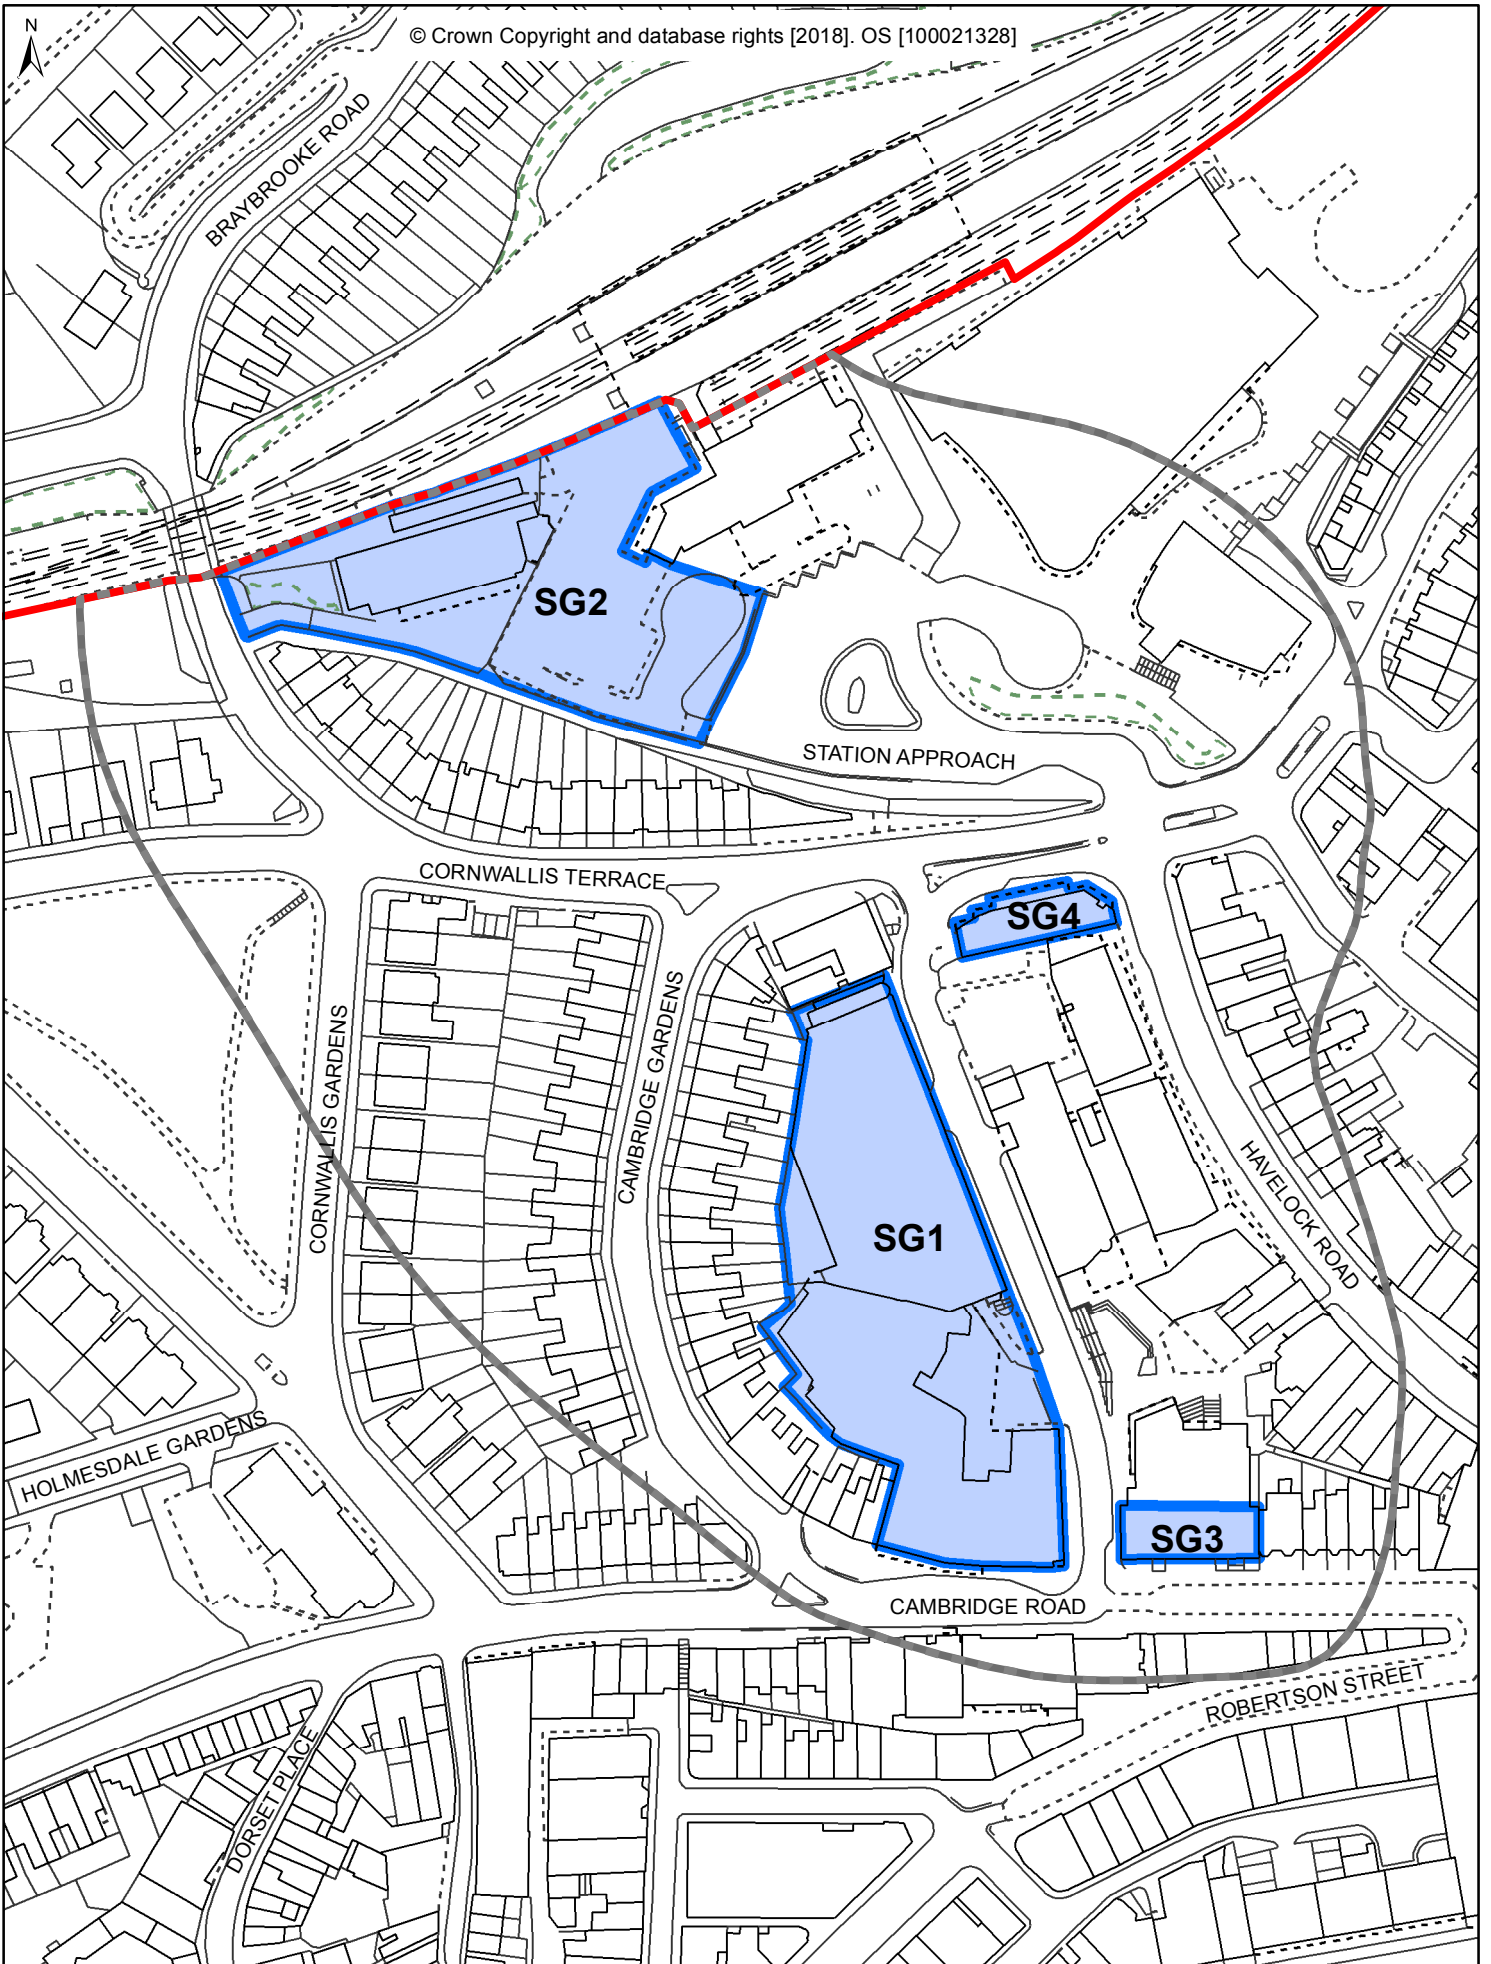 N
© Crown Copyright and database rights [2018]. OS [100021328]
BRAYBROOKE ROAD
SG2
STATION APPROACH
CORNWALLIS TERRACE
SG4
CORNWALLIS GARDENS
CAMBRIDGE GARDENS
SG1
HAVELOCK ROAD
HOLMESDALE GARDENS
SG3
CAMBRIDGE ROAD
ROBERTSON STREET
DORSET PLACE